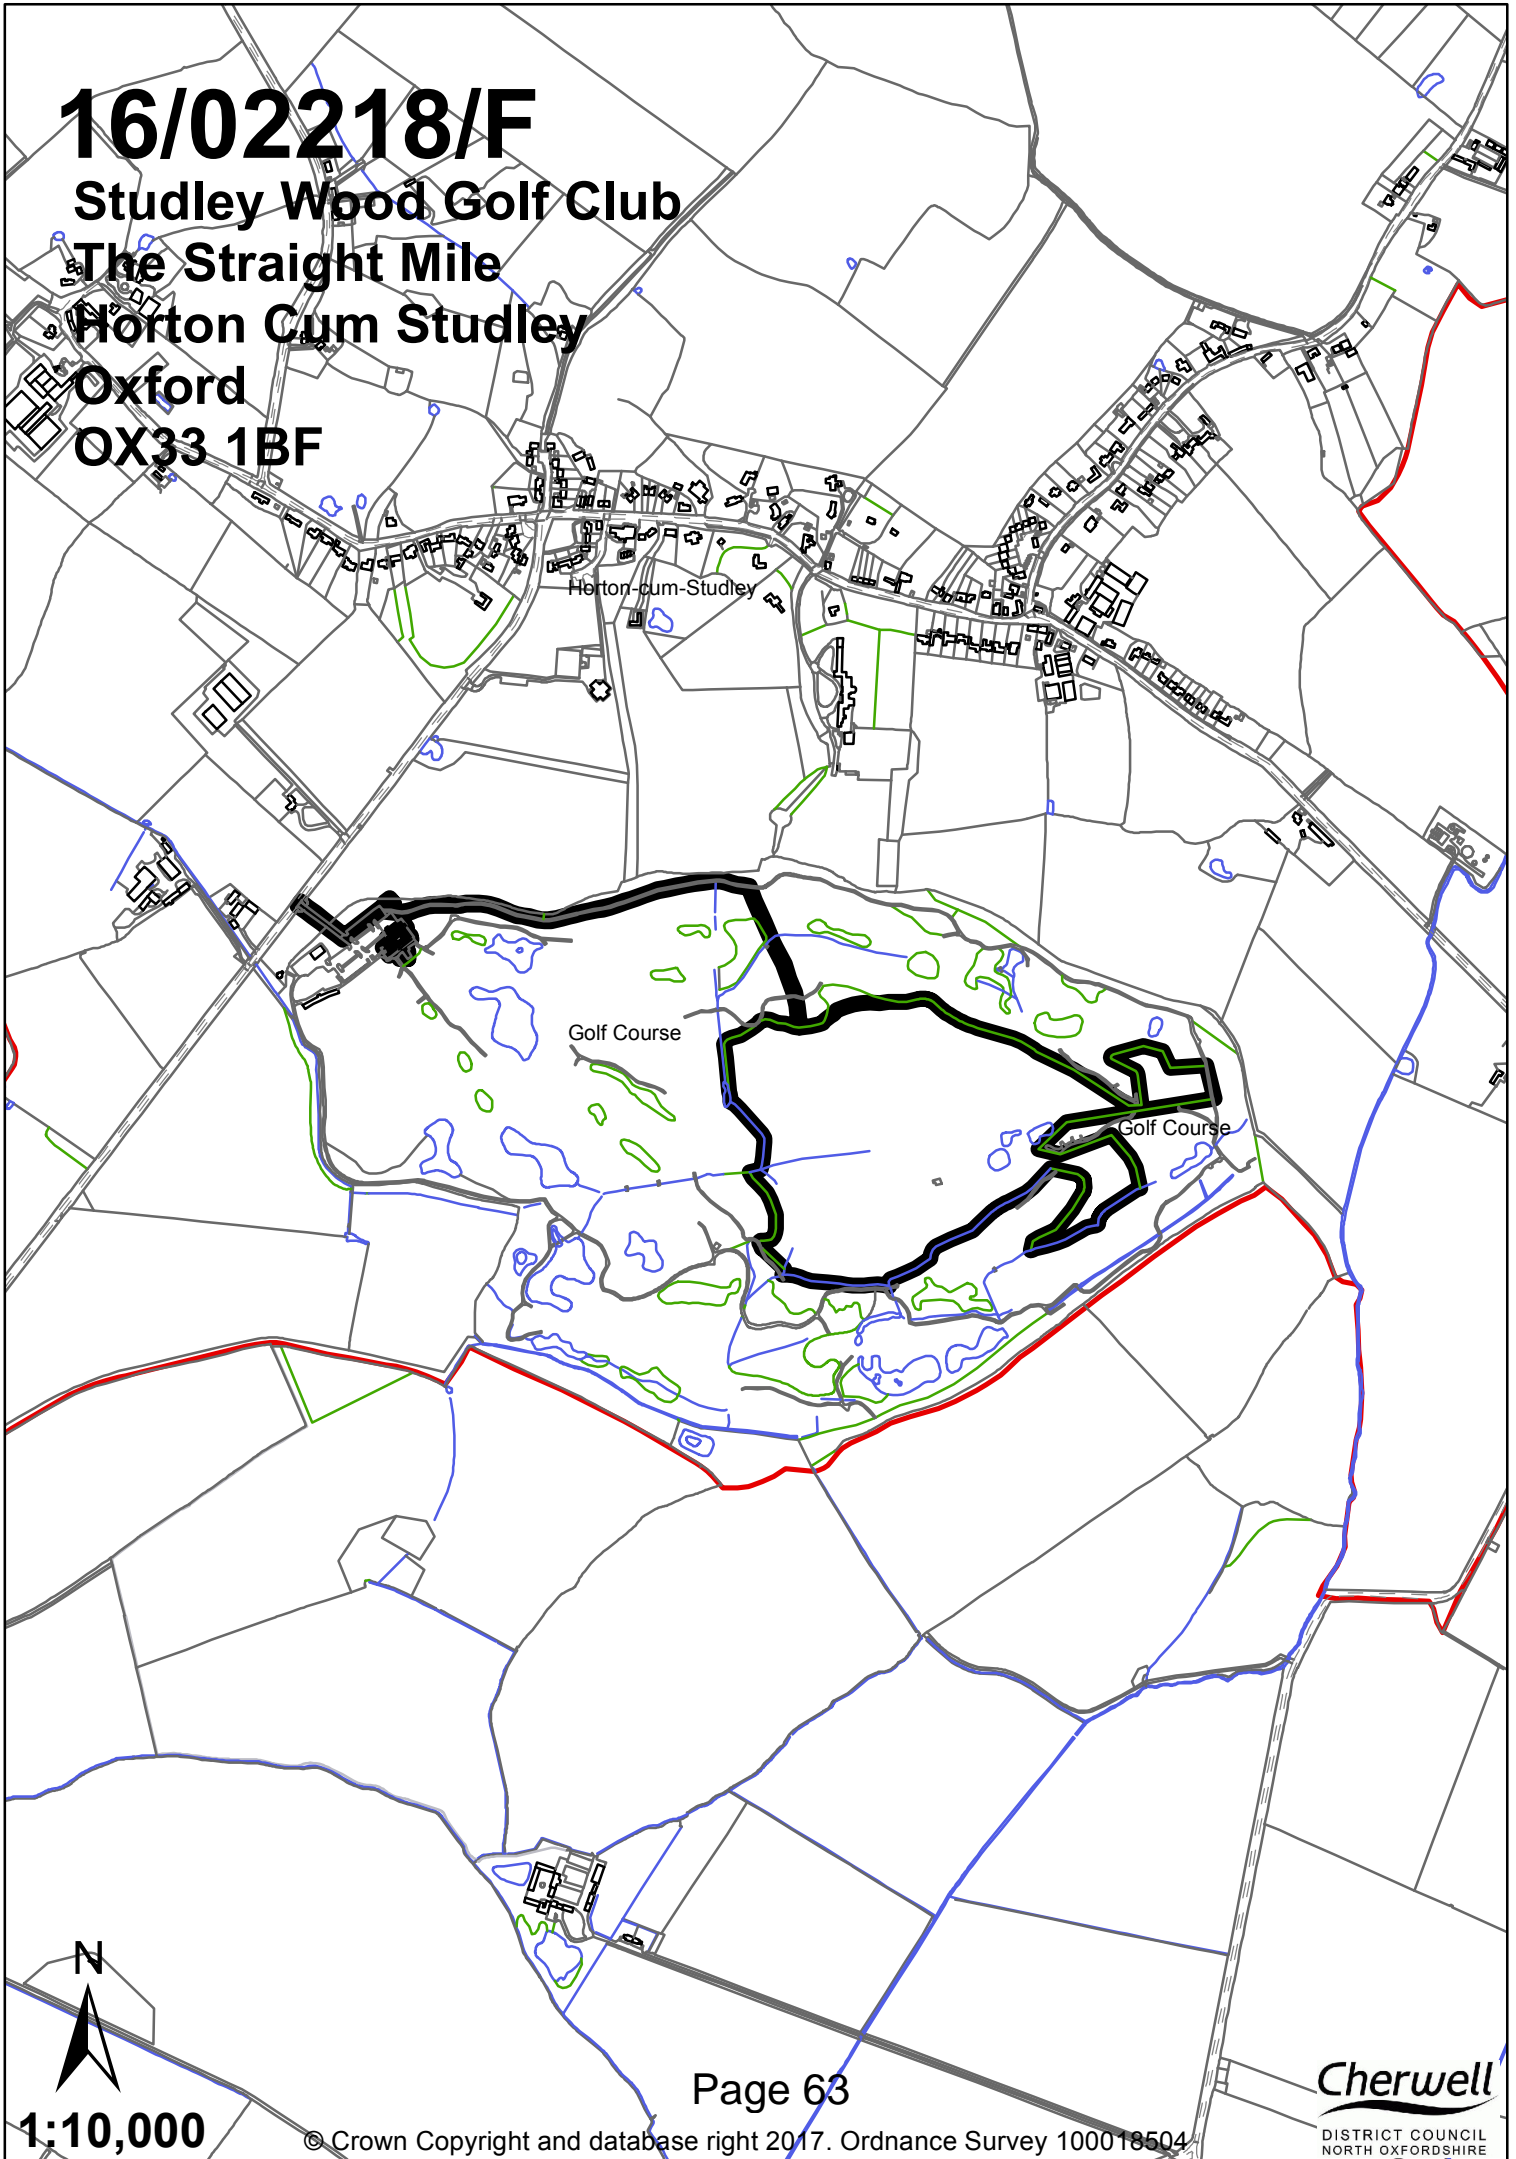 16/02218/F
Studley Wood Golf Club
The Straight Mile
Horton Cum Studley
Oxford
OX33 1BF
Horton-cum-Studley
Golf Course
Golf Course
N
1:10,000
Page 63
© Crown Copyright and database right 2017. Ordnance Survey 100018504
Cherwell
DISTRICT COUNCIL
NORTH OXFORDSHIRE